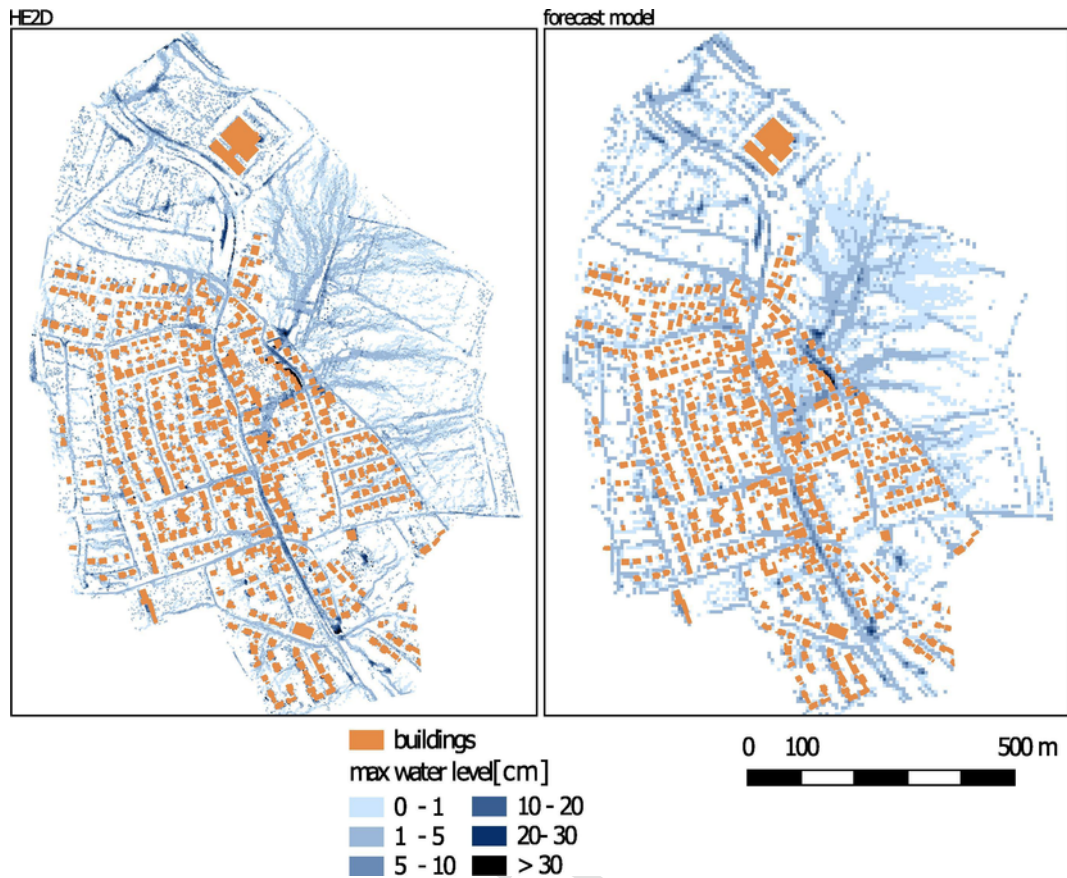 HE2D
forecast model
buildings
max water level[cm]
0 - 1
1 - 5
5 - 10
10 - 20
20- 30
> 30
0 100 500 m